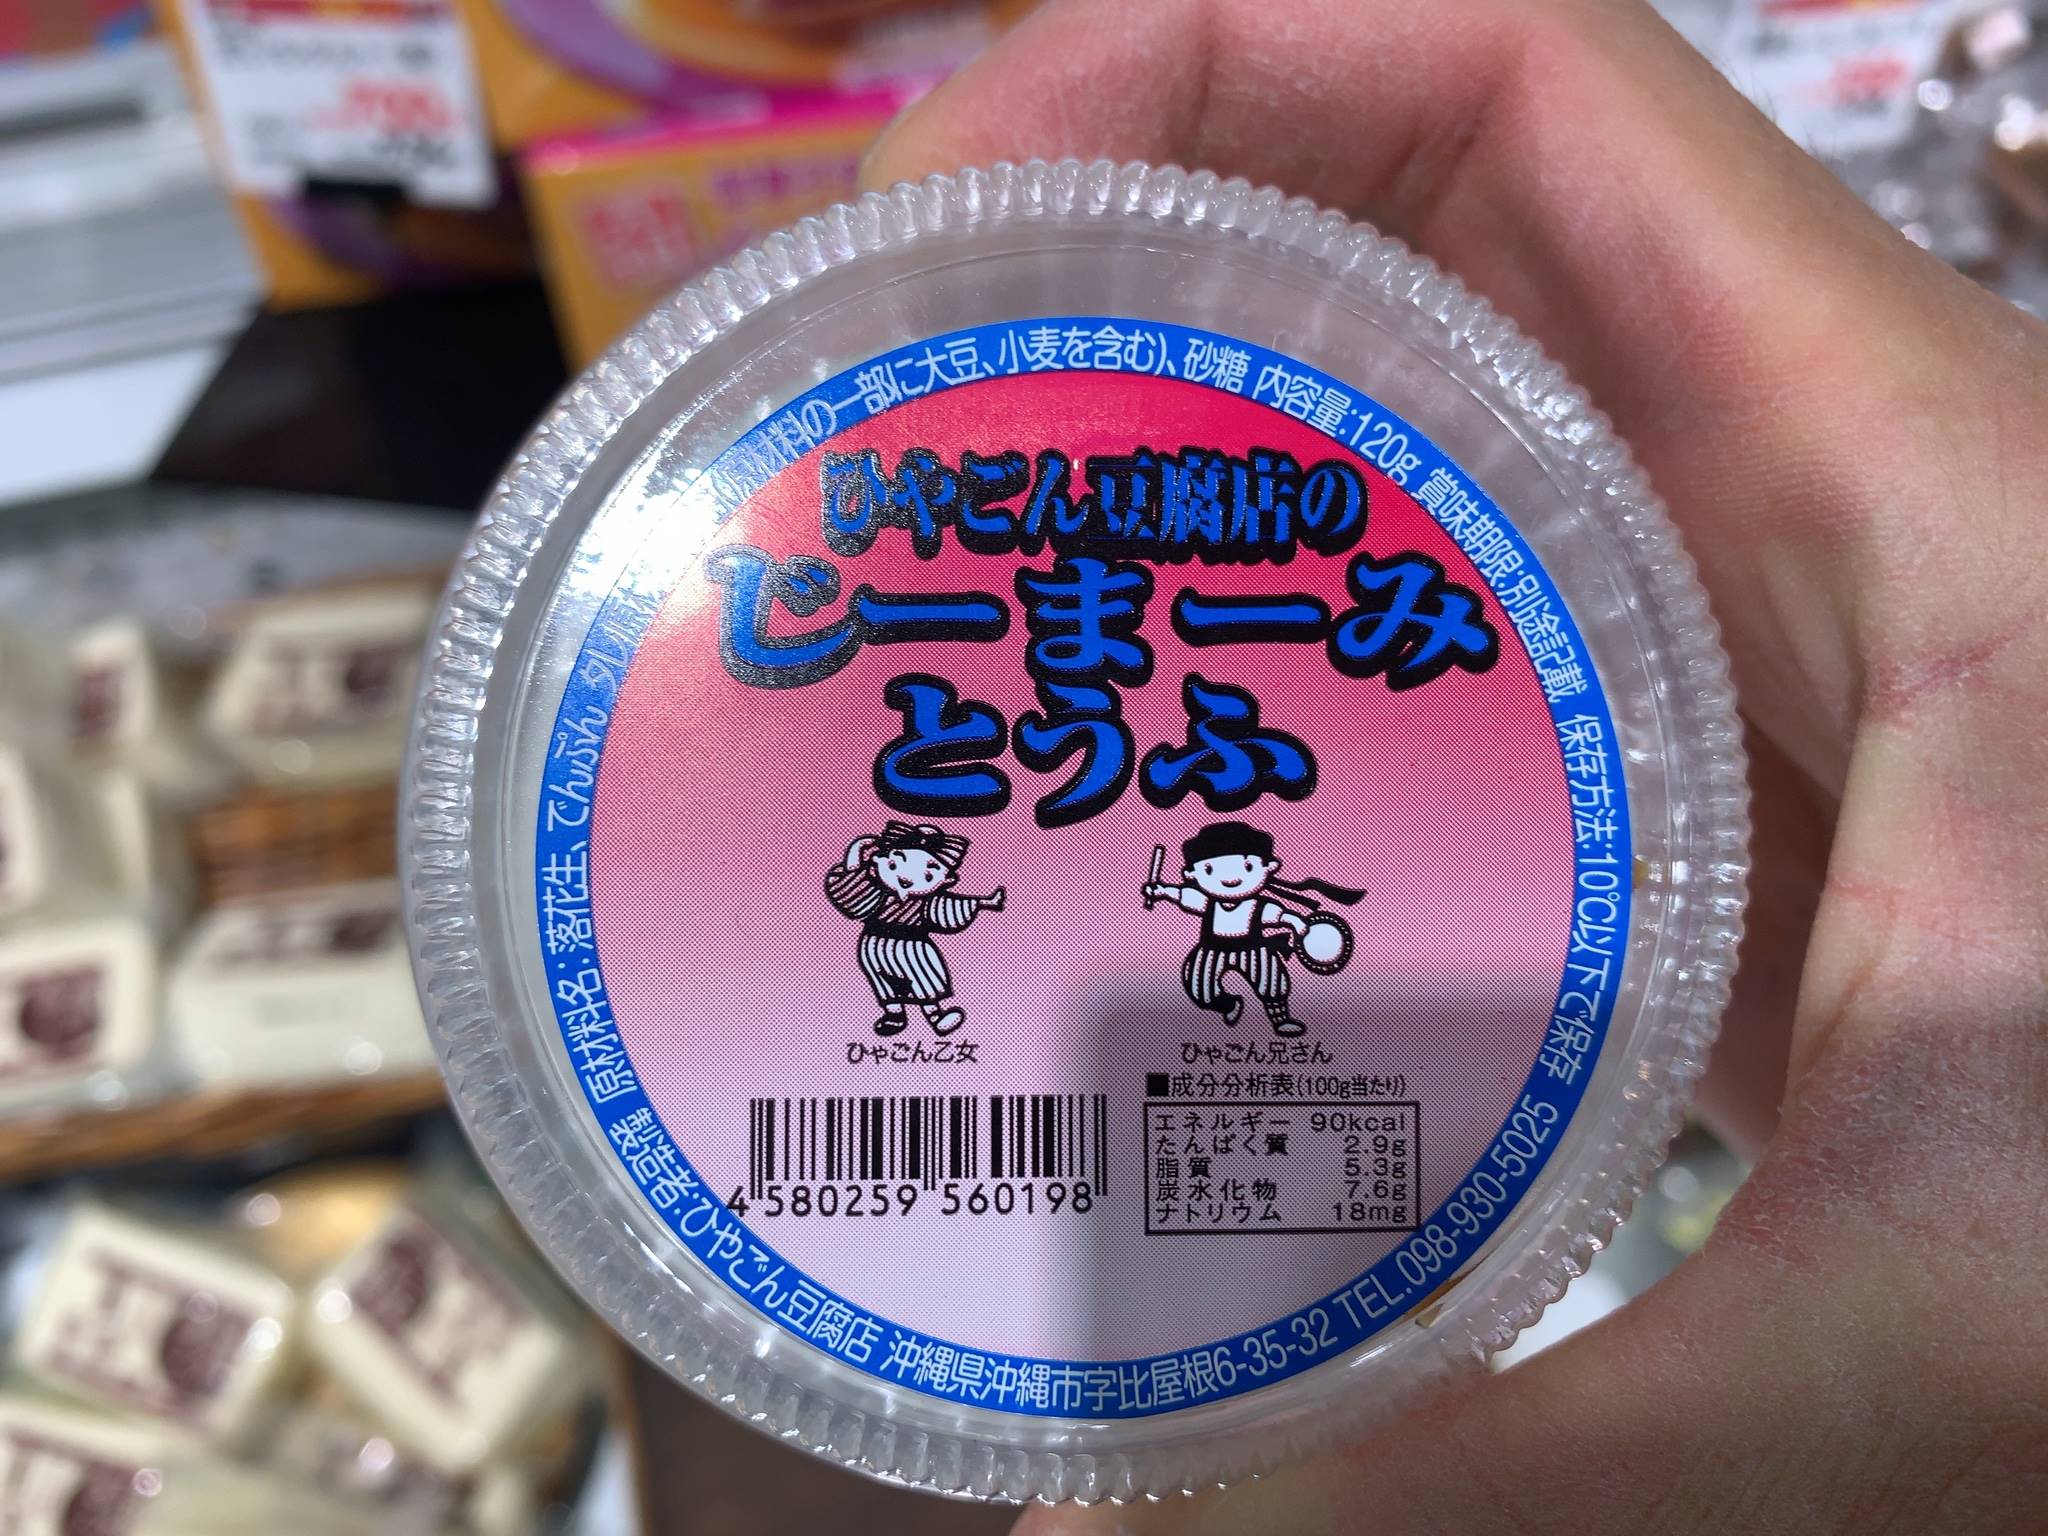 ひやごん豆腐店の
じーまーみ
とうふ
ひやごん乙女
ひやごん兄さん
■成分分析表(100g当たり)
エネルギー 90kcal
たんぱく質 2.9g
脂質 5.3g
炭水化物 7.6g
ナトリウム 18mg
4 580259 560198
原材料名:落花生、でんぷん タレ 原材料の一部に大豆、小麦を含む)、砂糖 内容量:120g 賞味期限:別途記載 保存方法:10℃以下で保存
製造者:ひやごん豆腐店 沖縄県沖縄市字比屋根6-35-32 TEL.098-930-5025